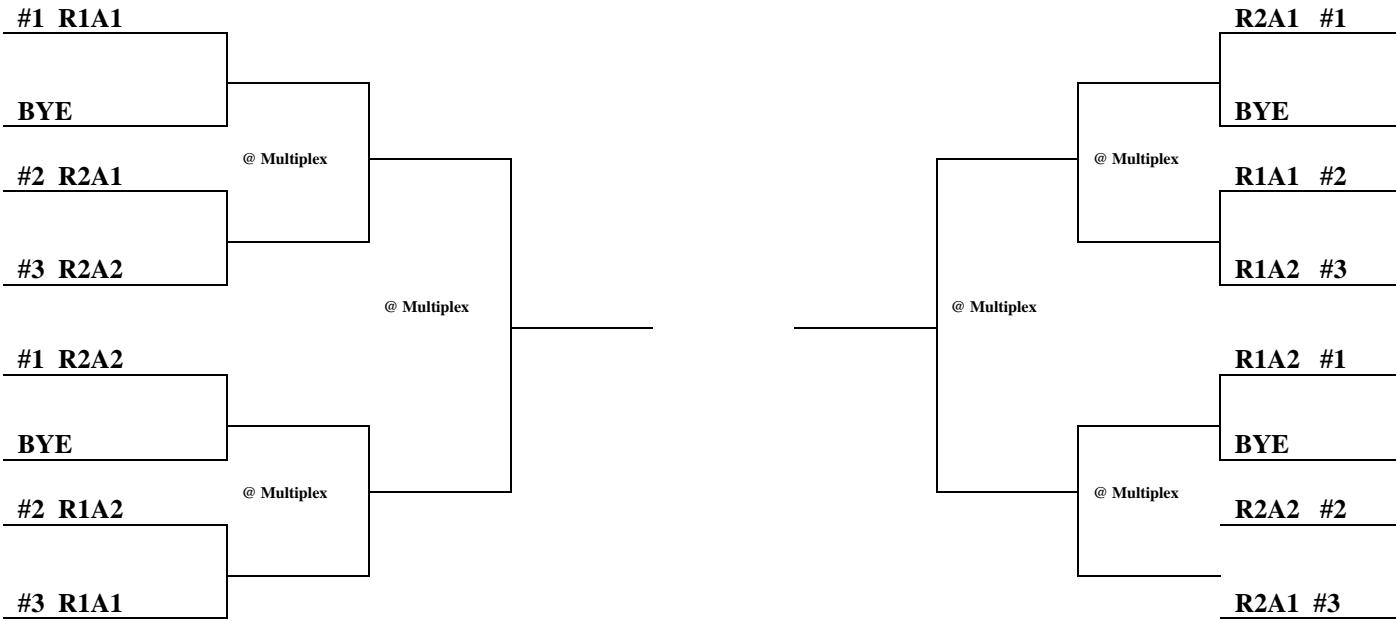 #1 R1A1
BYE
@ Multiplex
#2 R2A1
#3 R2A2
@ Multiplex
#1 R2A2
BYE
@ Multiplex
#2 R1A2
#3 R1A1
R2A1 #1
BYE
@ Multiplex
R1A1 #2
R1A2 #3
@ Multiplex
R1A2 #1
BYE
@ Multiplex
R2A2 #2
R2A1 #3